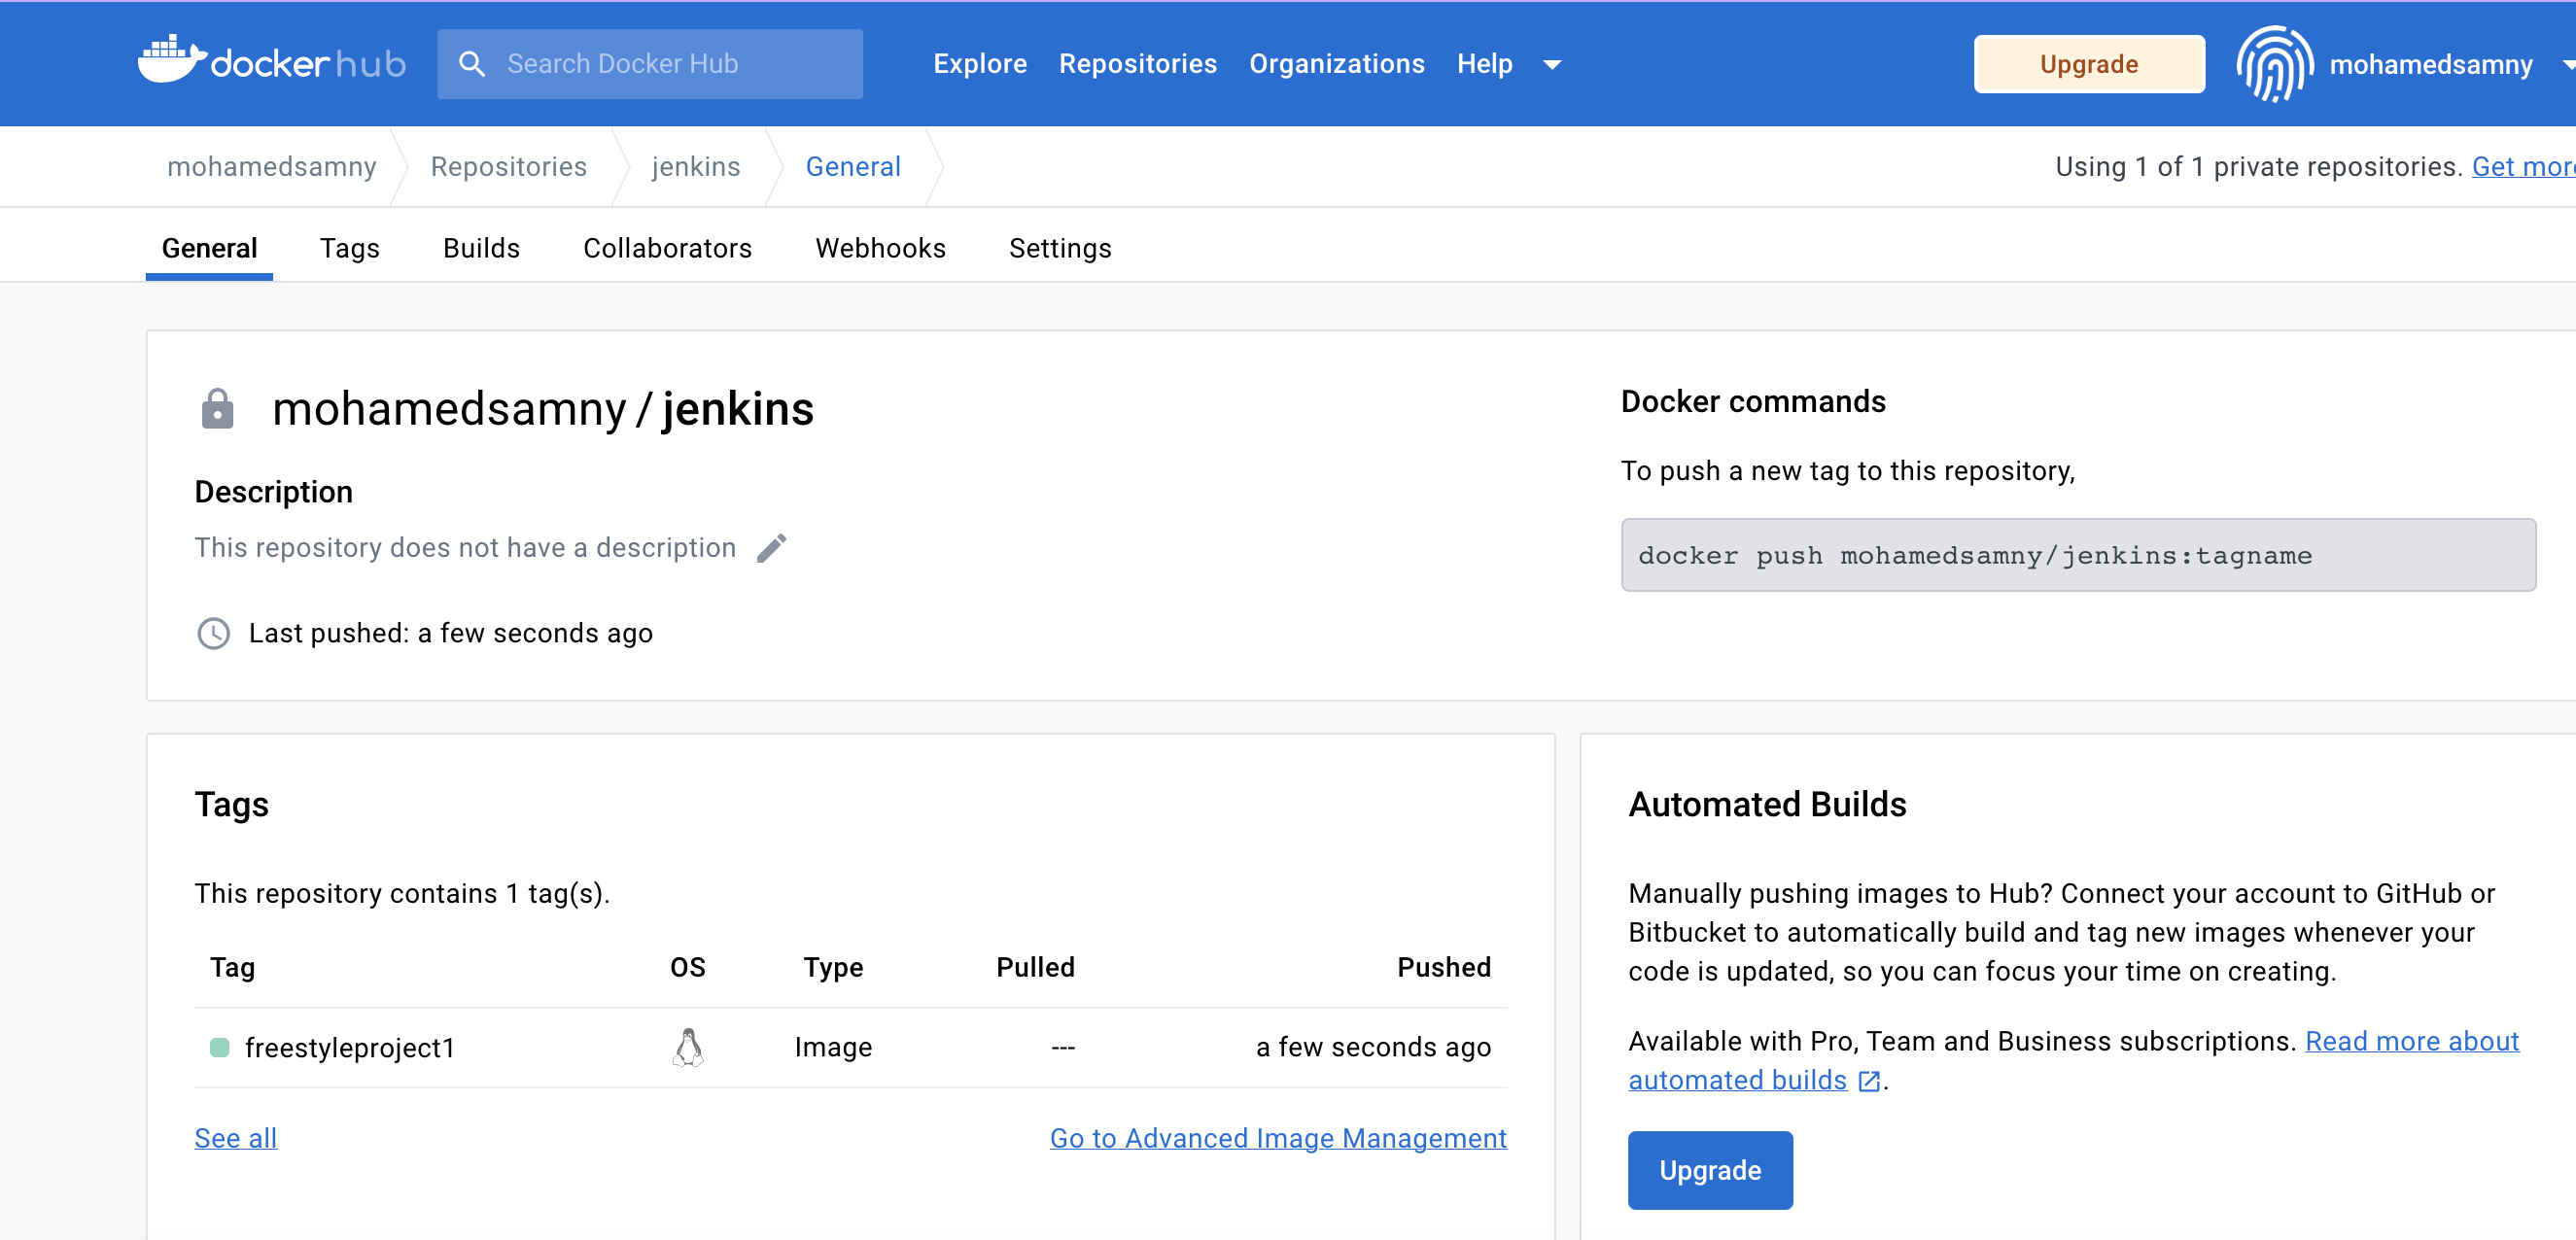 dockerhub Search Docker Hub Explore Repositories Organizations Help Upgrade mohamedsamny
mohamedsamny Repositories jenkins General Using 1 of 1 private repositories. Get more
General Tags Builds Collaborators Webhooks Settings
mohamedsamny / jenkins
Description
This repository does not have a description
Last pushed: a few seconds ago
Docker commands
To push a new tag to this repository,
docker push mohamedsamny/jenkins:tagname
Tags
This repository contains 1 tag(s).
Tag OS Type Pulled Pushed
freestyleproject1 Image --- a few seconds ago
See all Go to Advanced Image Management
Automated Builds
Manually pushing images to Hub? Connect your account to GitHub or
Bitbucket to automatically build and tag new images whenever your
code is updated, so you can focus your time on creating.
Available with Pro, Team and Business subscriptions. Read more about
automated builds .
Upgrade